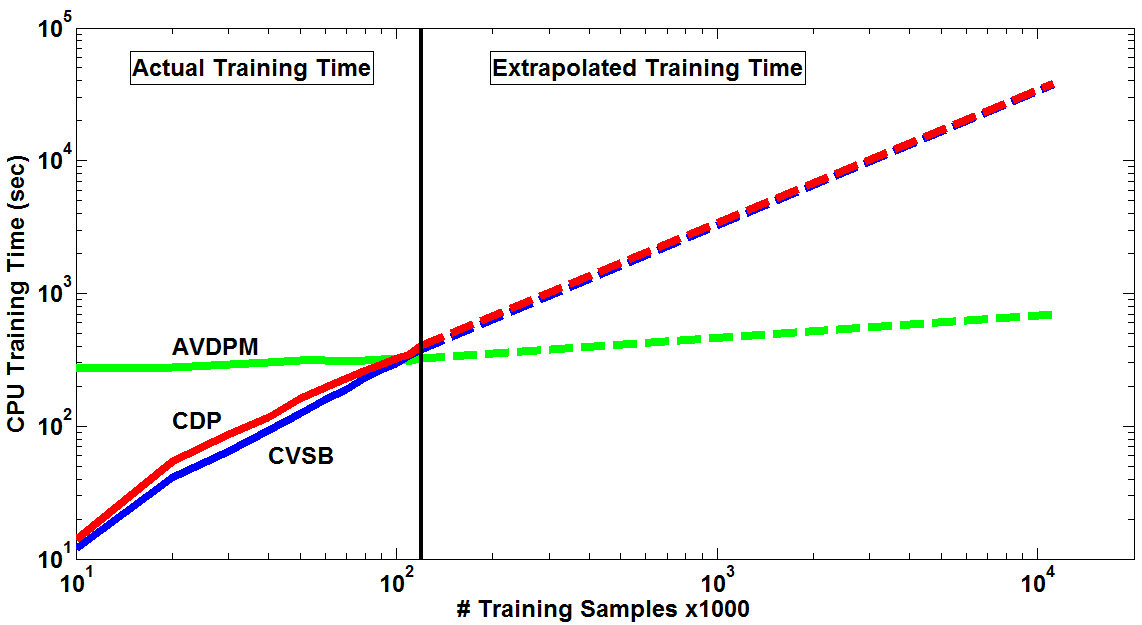 10^5
Actual Training Time
Extrapolated Training Time
10^4
CPU Training Time (sec)
10^3
AVDPM
10^2
CDP
CVSB
10^1
10^1
10^2
10^3
10^4
# Training Samples x1000